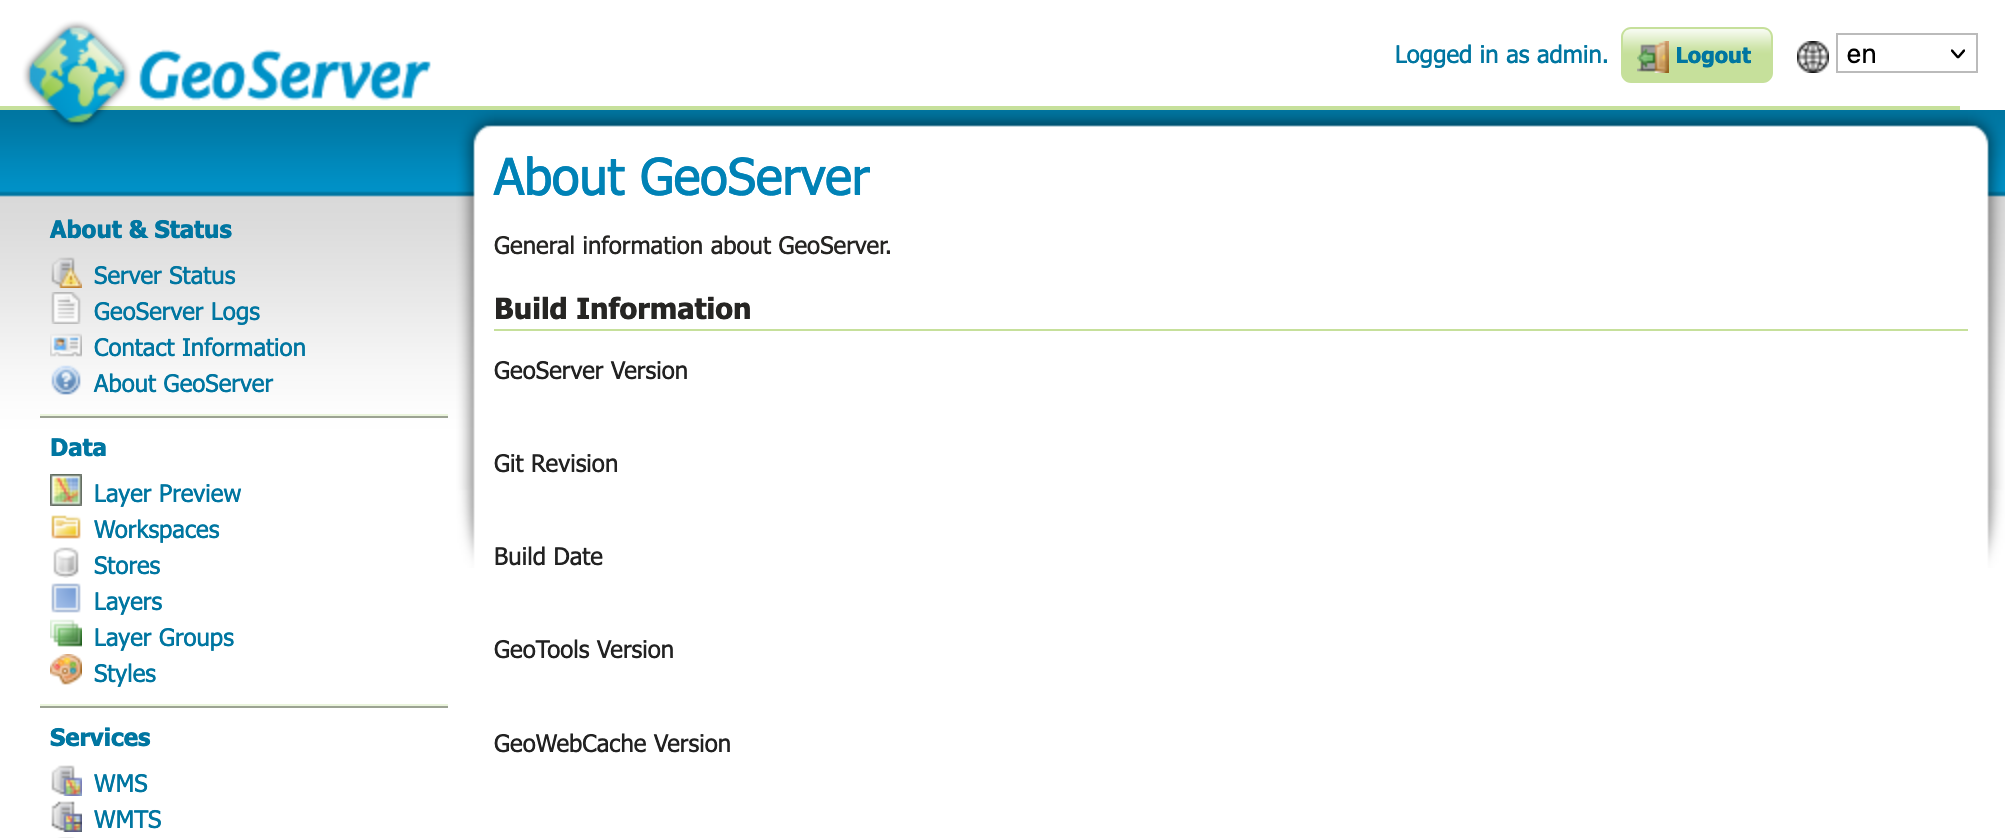 GeoServer
Logged in as admin.
Logout
en
About & Status
Server Status
GeoServer Logs
Contact Information
About GeoServer
Data
Layer Preview
Workspaces
Stores
Layers
Layer Groups
Styles
Services
WMS
WMTS
About GeoServer
General information about GeoServer.
Build Information
GeoServer Version
Git Revision
Build Date
GeoTools Version
GeoWebCache Version